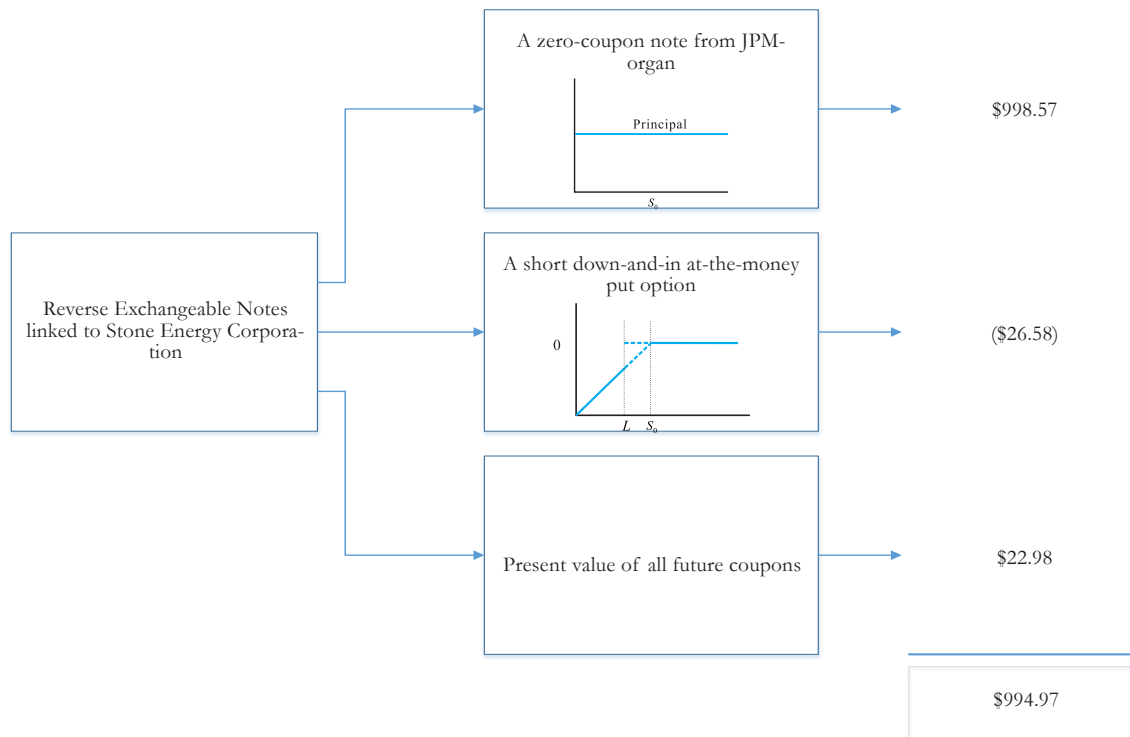 A zero-coupon note from JPM-
organ
Principal
S₀
$998.57
Reverse Exchangeable Notes
linked to Stone Energy Corpora-
tion
A short down-and-in at-the-money
put option
0
L S₀
($26.58)
Present value of all future coupons
$22.98
$994.97